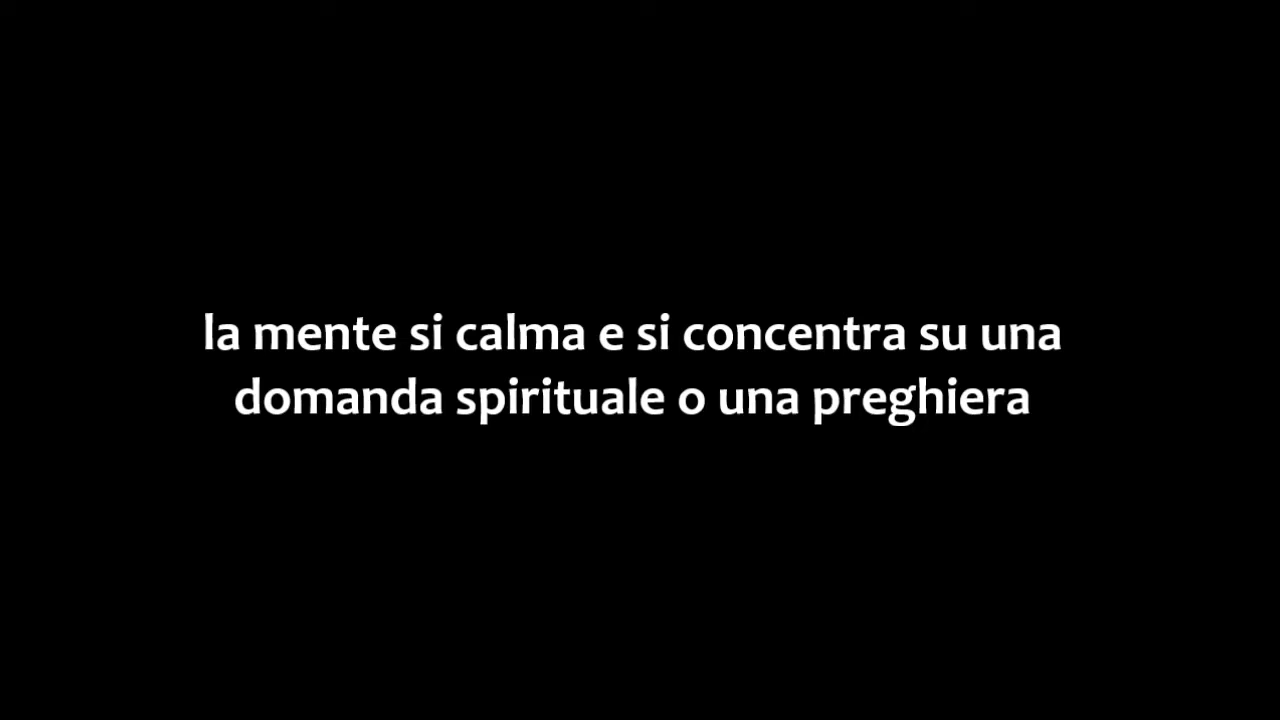 la mente si calma e si concentra su una
domanda spirituale o una preghiera